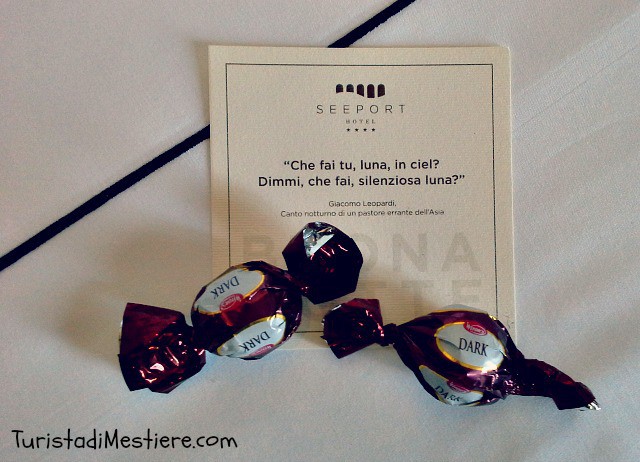 SEEPORT
HOTEL
“Che fai tu, luna, in ciel?
Dimmi, che fai, silenziosa luna?”
Giacomo Leopardi,
Canto notturno di un pastore errante dell'Asia
DARK
DARK
DARK
DARK
TuristadiMestiere.com